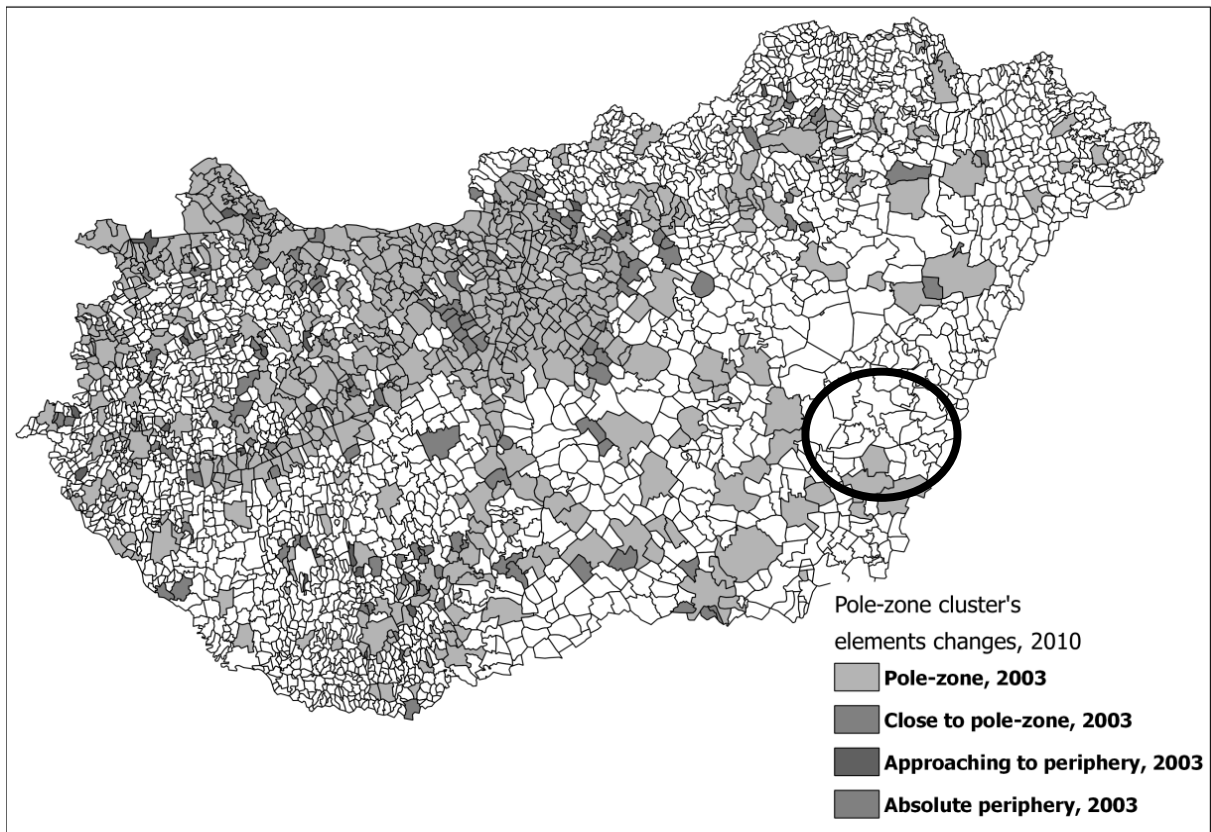 Pole-zone cluster's
elements changes, 2010
Pole-zone, 2003
Close to pole-zone, 2003
Approaching to periphery, 2003
Absolute periphery, 2003